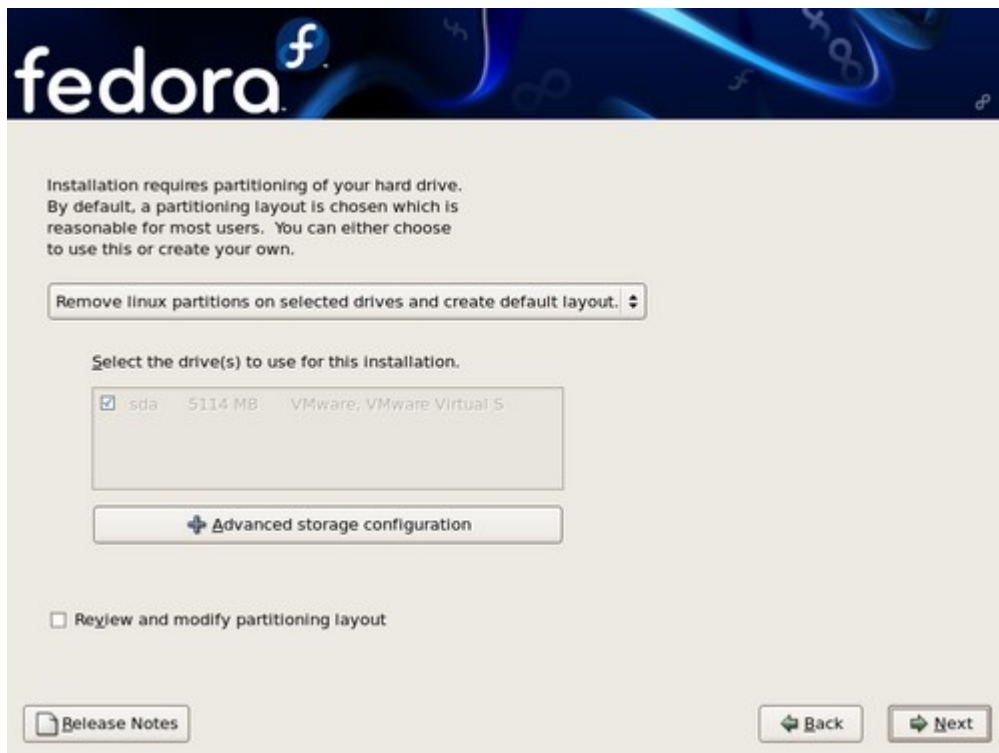 fedora
Installation requires partitioning of your hard drive.
By default, a partitioning layout is chosen which is
reasonable for most users. You can either choose
to use this or create your own.
Remove linux partitions on selected drives and create default layout.
Select the drive(s) to use for this installation.
sda 5114 MB VMware, VMware Virtual S
Advanced storage configuration
Review and modify partitioning layout
Release Notes
Back
Next